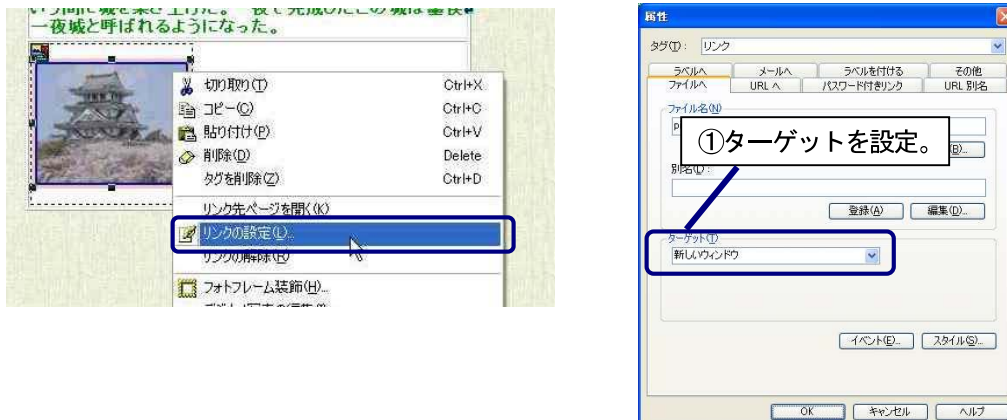 一夜城と呼ばれるようになった。
切り取り(T) Ctrl+X
コピー(C) Ctrl+C
貼り付け(P) Ctrl+V
削除(D) Delete
タグを削除(Z) Ctrl+D
リンク先ページを開く(K)
リンクの設定(L)...
リンクの解除(R)
フォトフレーム装飾(H)...
属性
タグ(T): リンク
ラベルへ メールへ ラベルを付ける その他
ファイルへ URL へ パスワード付きリンク URL 別名
ファイル名(N)
①ターゲットを設定。
(B)...
別名(I):
登録(A) 編集(D)...
ターゲット(T)
新しいウィンドウ
イベント(E)... スタイル(S)...
OK キャンセル ヘルプ